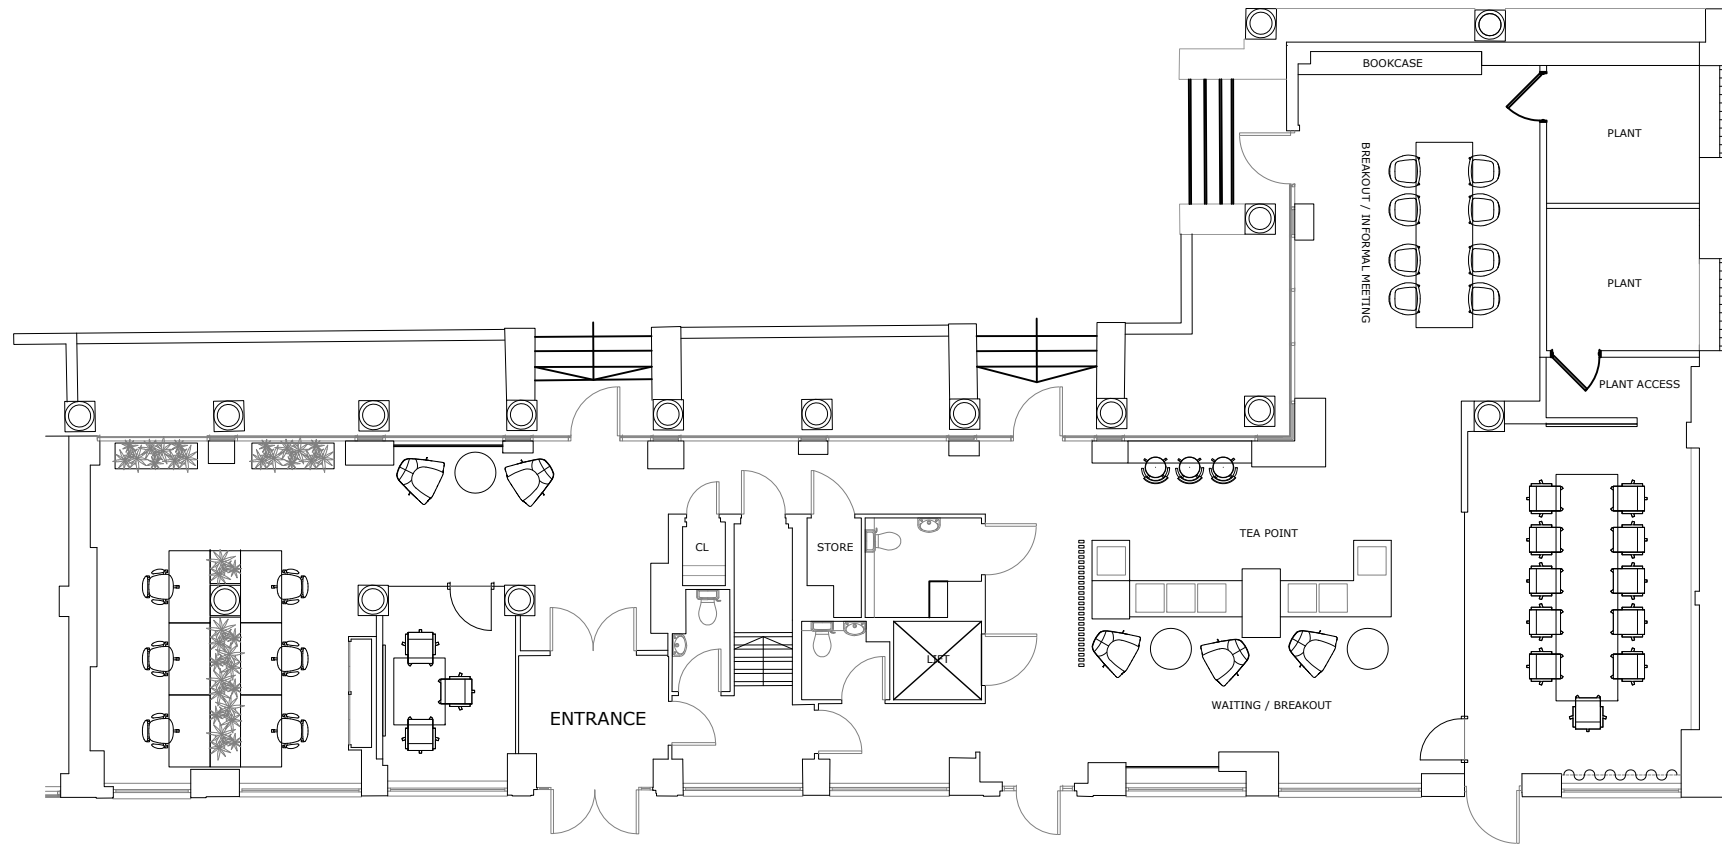 BOOKCASE
PLANT
BREAKOUT / INFORMAL MEETING
PLANT
PLANT ACCESS
TEA POINT
CL
STORE
LIFT
WAITING / BREAKOUT
ENTRANCE